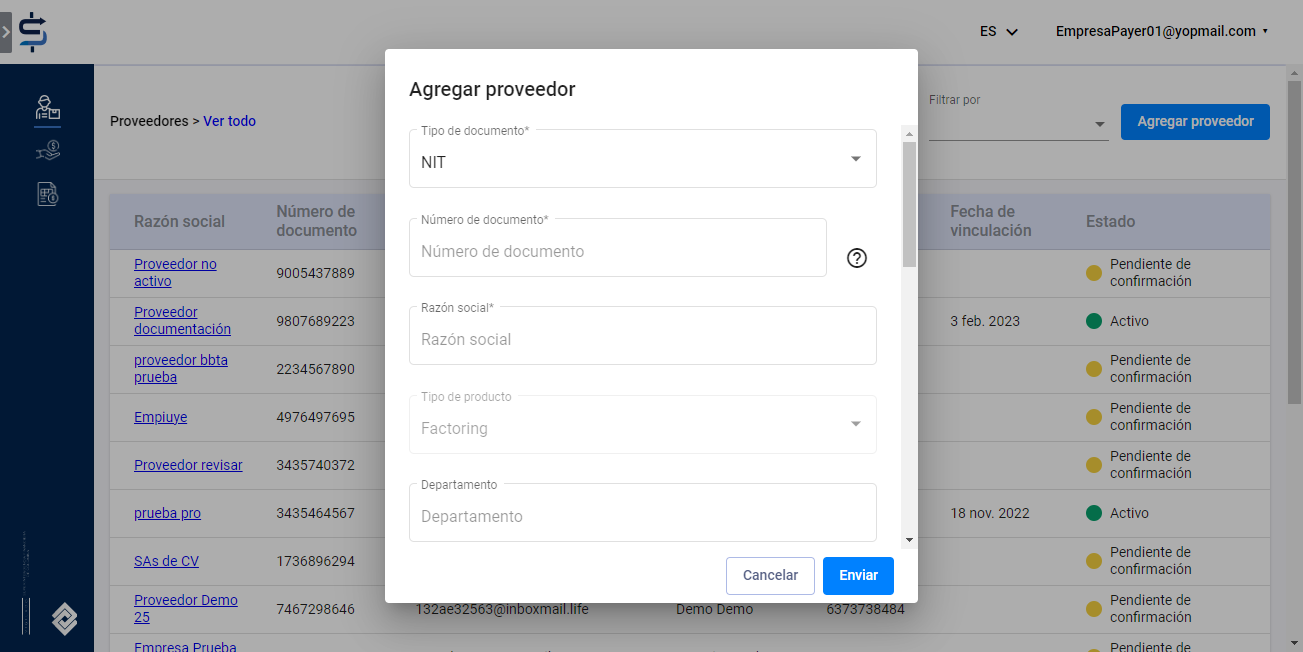 ES
EmpresaPayer01@yopmail.com
Proveedores > Ver todo
Filtrar por
Agregar proveedor
Agregar proveedor
Tipo de documento*
NIT
Número de documento*
Número de documento
Razón social*
Razón social
Tipo de producto
Factoring
Departamento
Departamento
Cancelar
Enviar
Razón social
Número de
documento
Fecha de
vinculación
Estado
Proveedor no
activo
9005437889
Pendiente de
confirmación
Proveedor
documentación
9807689223
3 feb. 2023
Activo
proveedor bbta
prueba
2234567890
Pendiente de
confirmación
Empiuye
4976497695
Pendiente de
confirmación
Proveedor revisar
3435740372
Pendiente de
confirmación
prueba pro
3435464567
18 nov. 2022
Activo
SAs de CV
1736896294
Pendiente de
confirmación
Proveedor Demo
25
7467298646
132ae32563@inboxmail.life
Demo Demo
6373738484
Pendiente de
confirmación
Empresa Prueba
Pendiente de